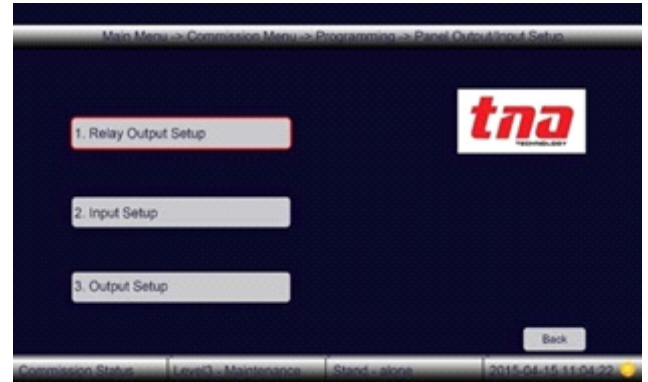 Main Menu -> Commission Menu -> Programming -> Panel Output/Input Setup
tna
TECHNOLOGY
1. Relay Output Setup
2. Input Setup
3. Output Setup
Back
Commission Status Level3 - Maintenance Stand - alone 2015-04-15 11:04:22